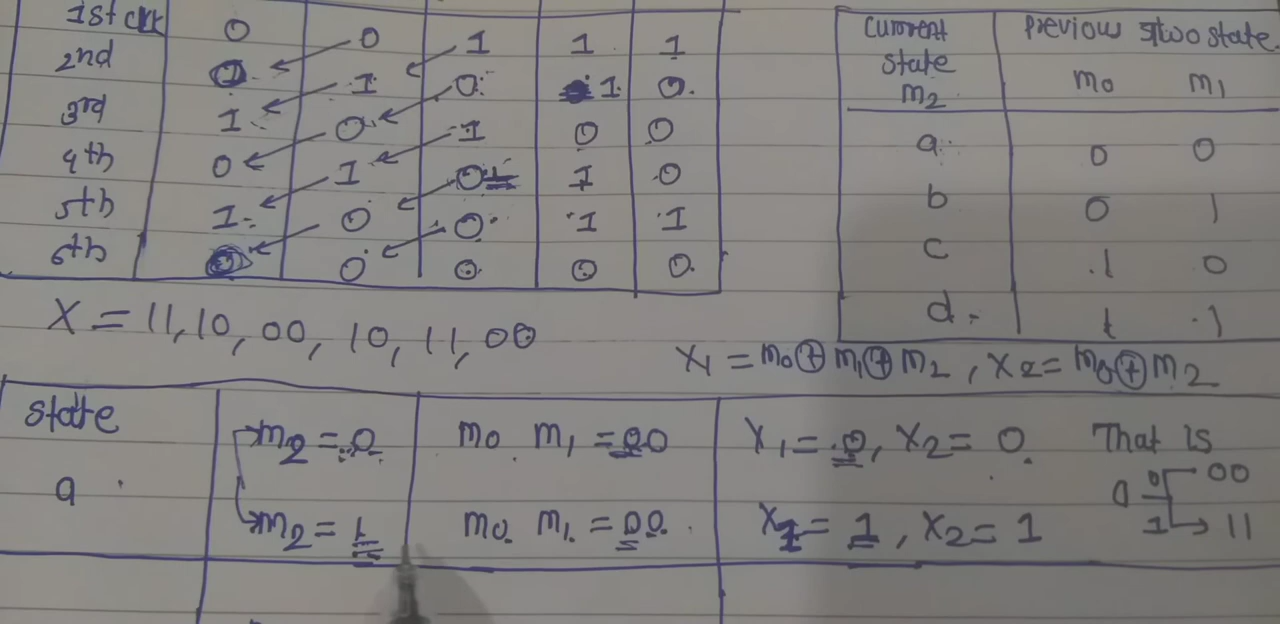 1st clk 0 0 1 1 1
2nd 1 1 0 1 0
3rd 1 0 1 0 0
4th 0 1 0 1 0
5th 1 0 0 1 1
6th 0 0 0 0 0
X = 11, 10, 00, 10, 11, 00
Current state m2 Previous two state
m0 m1
a 0 0
b 0 1
c 1 0
d 1 1
X1 = m0 ⊕ m1 ⊕ m2, X2 = m0 ⊕ m2
state m2 = 0 m0 m1 = 00 X1 = 0, X2 = 0 That is
a m2 = 1 m0 m1 = 00 X1 = 1, X2 = 1
a 0 00
1 11